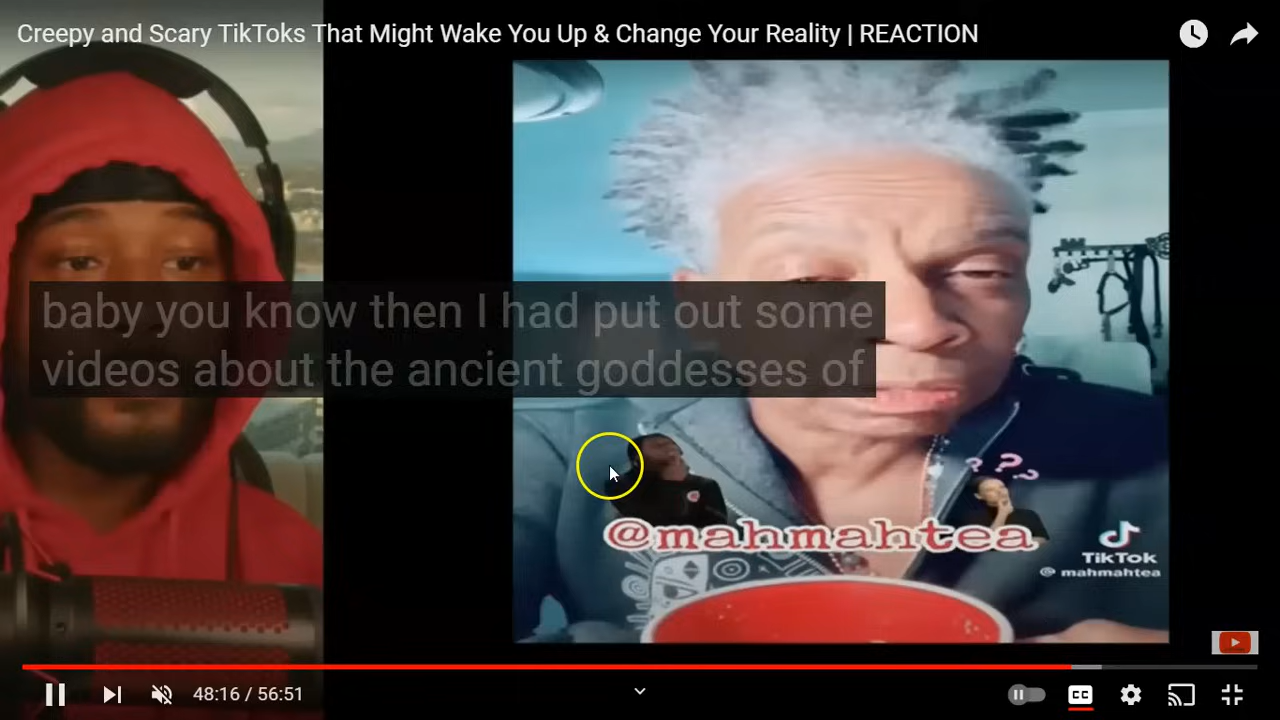 Creepy and Scary TikToks That Might Wake You Up & Change Your Reality | REACTION
baby you know then I had put out some
videos about the ancient goddesses of
???
@mahmahtea
TikTok
@ mahmahtea
48:16 / 56:51
CC